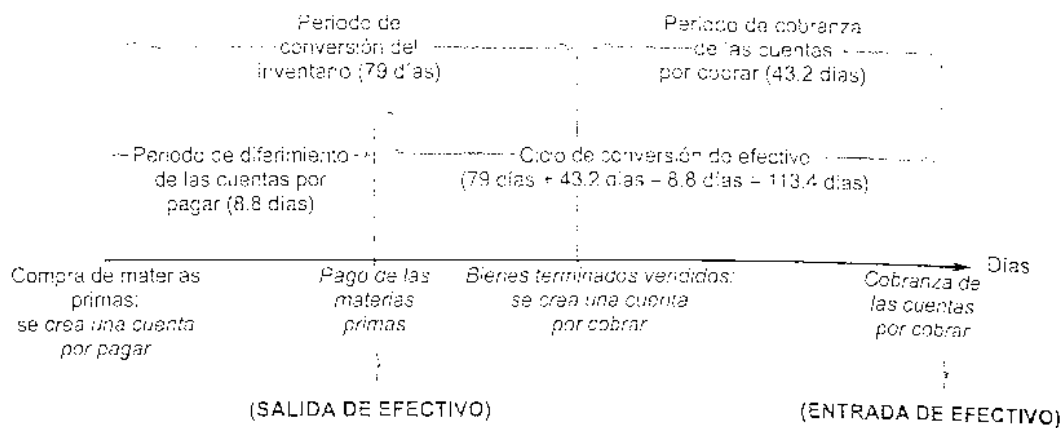 Periodo de
conversión del
inventario (79 días)
Periodo de cobranza
de las cuentas
por cobrar (43.2 días)
Periodo de diferimiento
de las cuentas por
pagar (8.8 días)
Ciclo de conversión de efectivo
(79 días + 43.2 días – 8.8 días = 113.4 días)
Días
Compra de materias
primas:
se crea una cuenta
por pagar
Pago de las
materias
primas
Bienes terminados vendidos:
se crea una cuenta
por cobrar
Cobranza de
las cuentas
por cobrar
(SALIDA DE EFECTIVO)
(ENTRADA DE EFECTIVO)